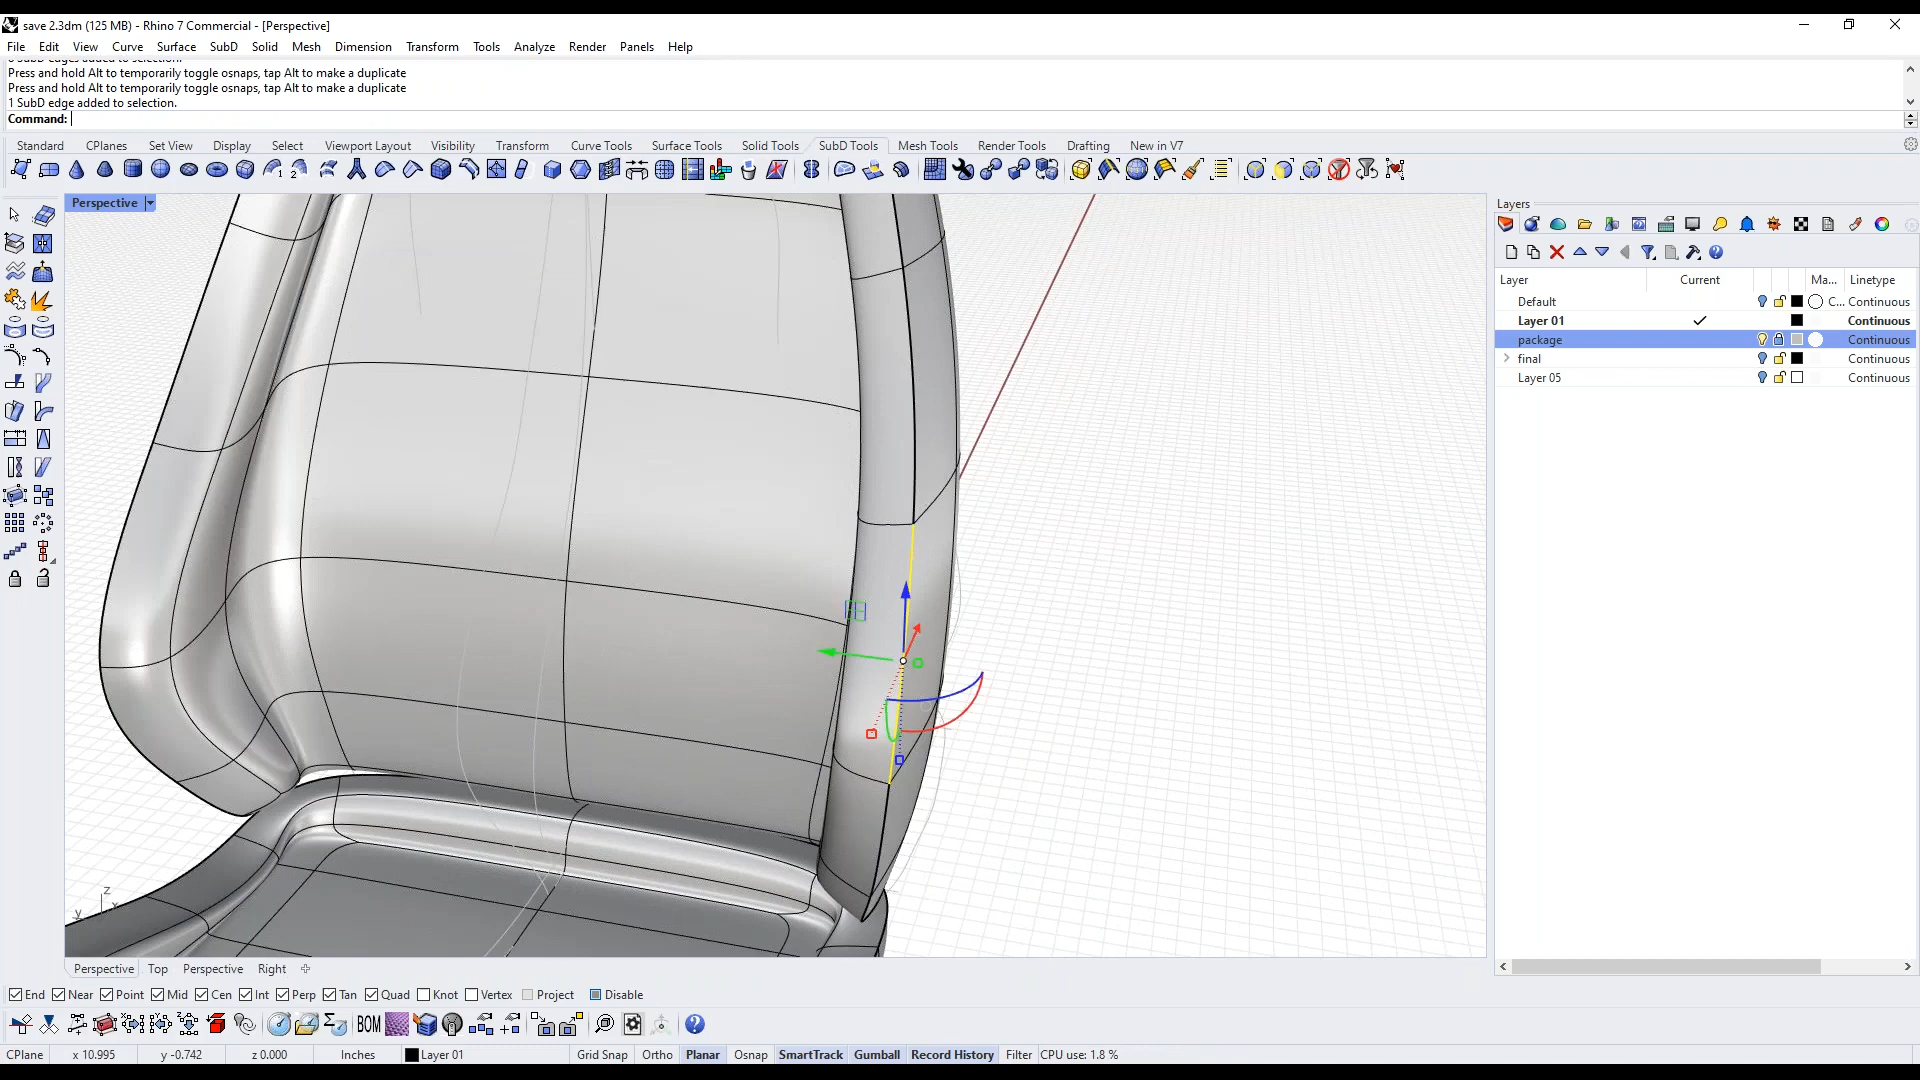 save 2.3dm (125 MB) - Rhino 7 Commercial - [Perspective]
File Edit View Curve Surface SubD Solid Mesh Dimension Transform Tools Analyze Render Panels Help
Press and hold Alt to temporarily toggle osnaps, tap Alt to make a duplicate
Press and hold Alt to temporarily toggle osnaps, tap Alt to make a duplicate
1 SubD edge added to selection.
Command:
Standard CPlanes Set View Display Select Viewport Layout Visibility Transform Curve Tools Surface Tools Solid Tools SubD Tools Mesh Tools Render Tools Drafting New in V7
Perspective
Layers
Layer Current Ma... Linetype
Default C... Continuous
Layer 01 Continuous
package Continuous
final Continuous
Layer 05 Continuous
z
y x
Perspective Top Perspective Right
End Near Point Mid Cen Int Perp Tan Quad Knot Vertex Project Disable
BOM
CPlane x 10.995 y -0.742 z 0.000 Inches Layer 01 Grid Snap Ortho Planar Osnap SmartTrack Gumball Record History Filter CPU use: 1.8 %